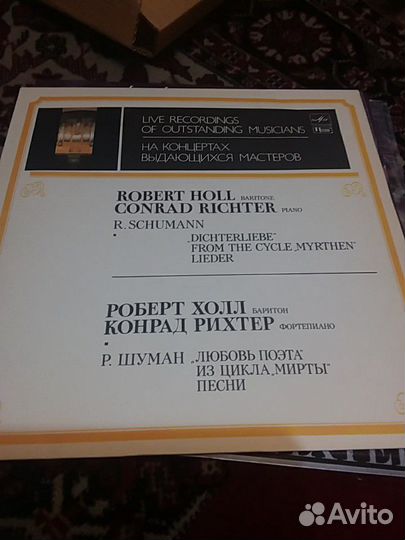 LIVE RECORDINGS
OF OUTSTANDING MUSICIANS
НА КОНЦЕРТАХ
ВЫДАЮЩИХСЯ МАСТЕРОВ
ROBERT HOLL BARITONE
CONRAD RICHTER PIANO
R. SCHUMANN
„DICHTERLIEBE"
FROM THE CYCLE „MYRTHEN"
LIEDER
РОБЕРТ ХОЛЛ БАРИТОН
КОНРАД РИХТЕР ФОРТЕПИАНО
Р. ШУМАН „ЛЮБОВЬ ПОЭТА"
ИЗ ЦИКЛА „МИРТЫ"
ПЕСНИ
Avito